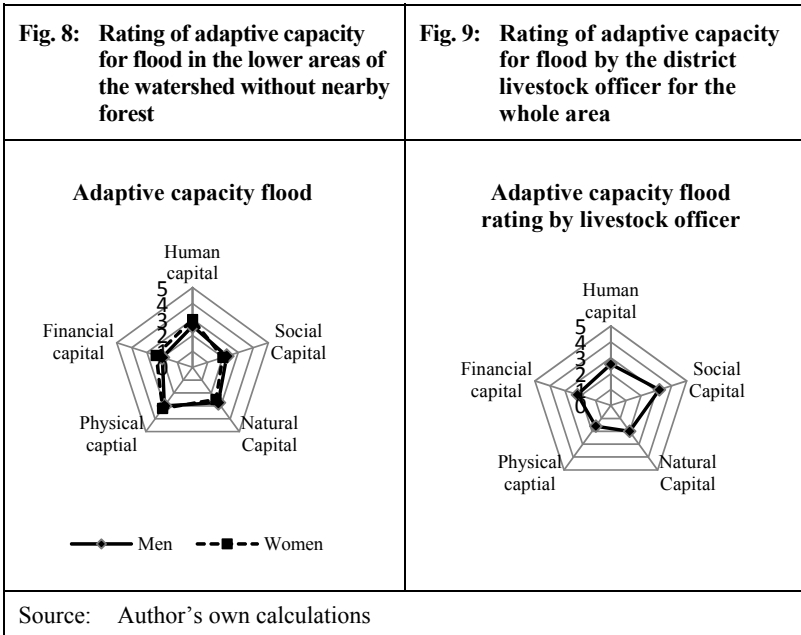 Fig. 8: Rating of adaptive capacity
for flood in the lower areas of
the watershed without nearby
forest
Fig. 9: Rating of adaptive capacity
for flood by the district
livestock officer for the
whole area
Adaptive capacity flood
Human
capital
5
4
3
2
1
Financial
capital
Social
Capital
Physical
captial
Natural
Capital
Men
Women
Adaptive capacity flood
rating by livestock officer
Human
capital
5
4
3
2
1
0
Financial
capital
Social
Capital
Physical
captial
Natural
Capital
Source: Author's own calculations